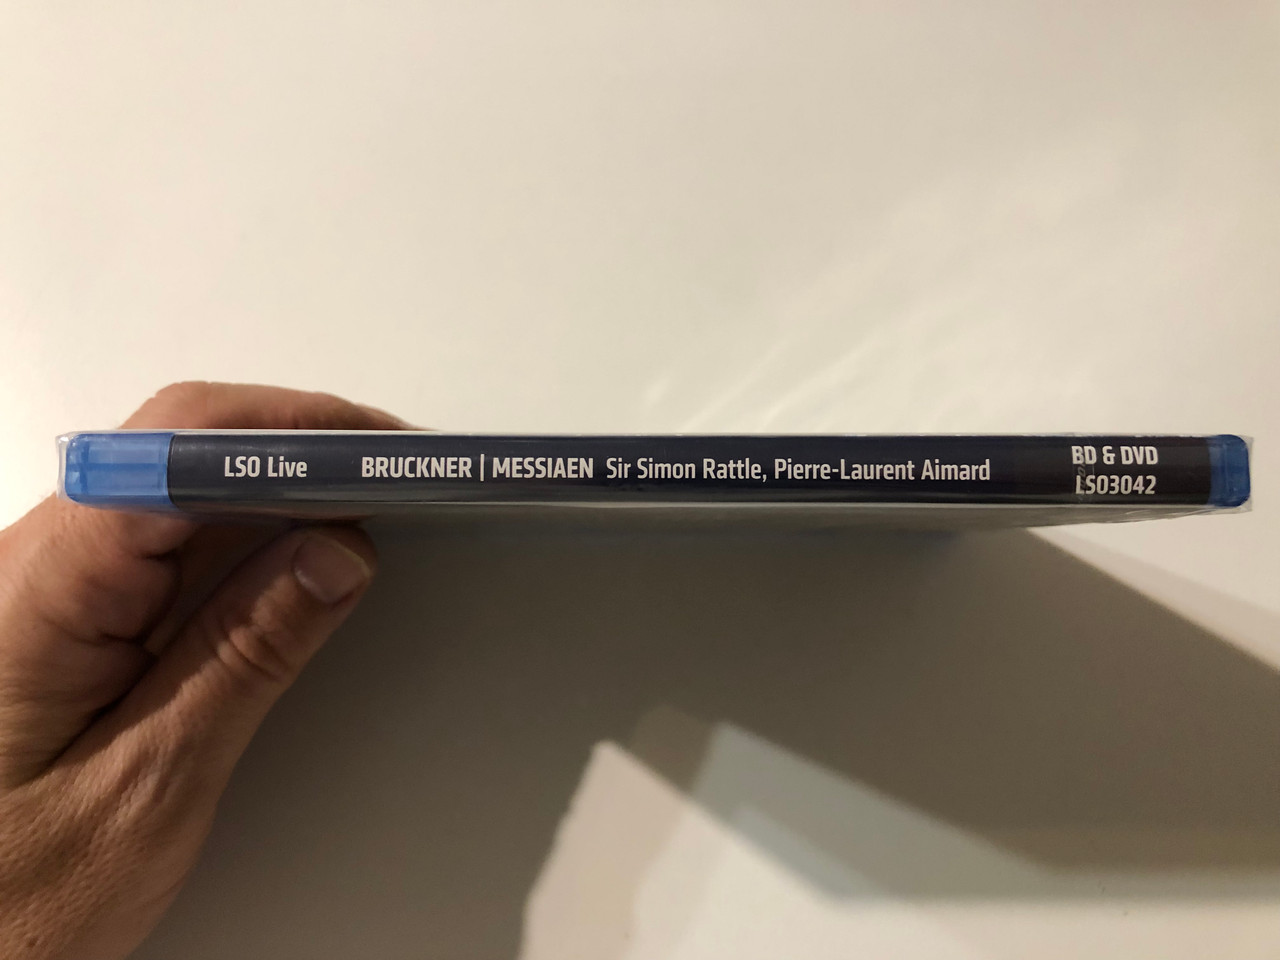 LSO Live BRUCKNER | MESSIAEN Sir Simon Rattle, Pierre-Laurent Aimard
BD & DVD
LSO3042